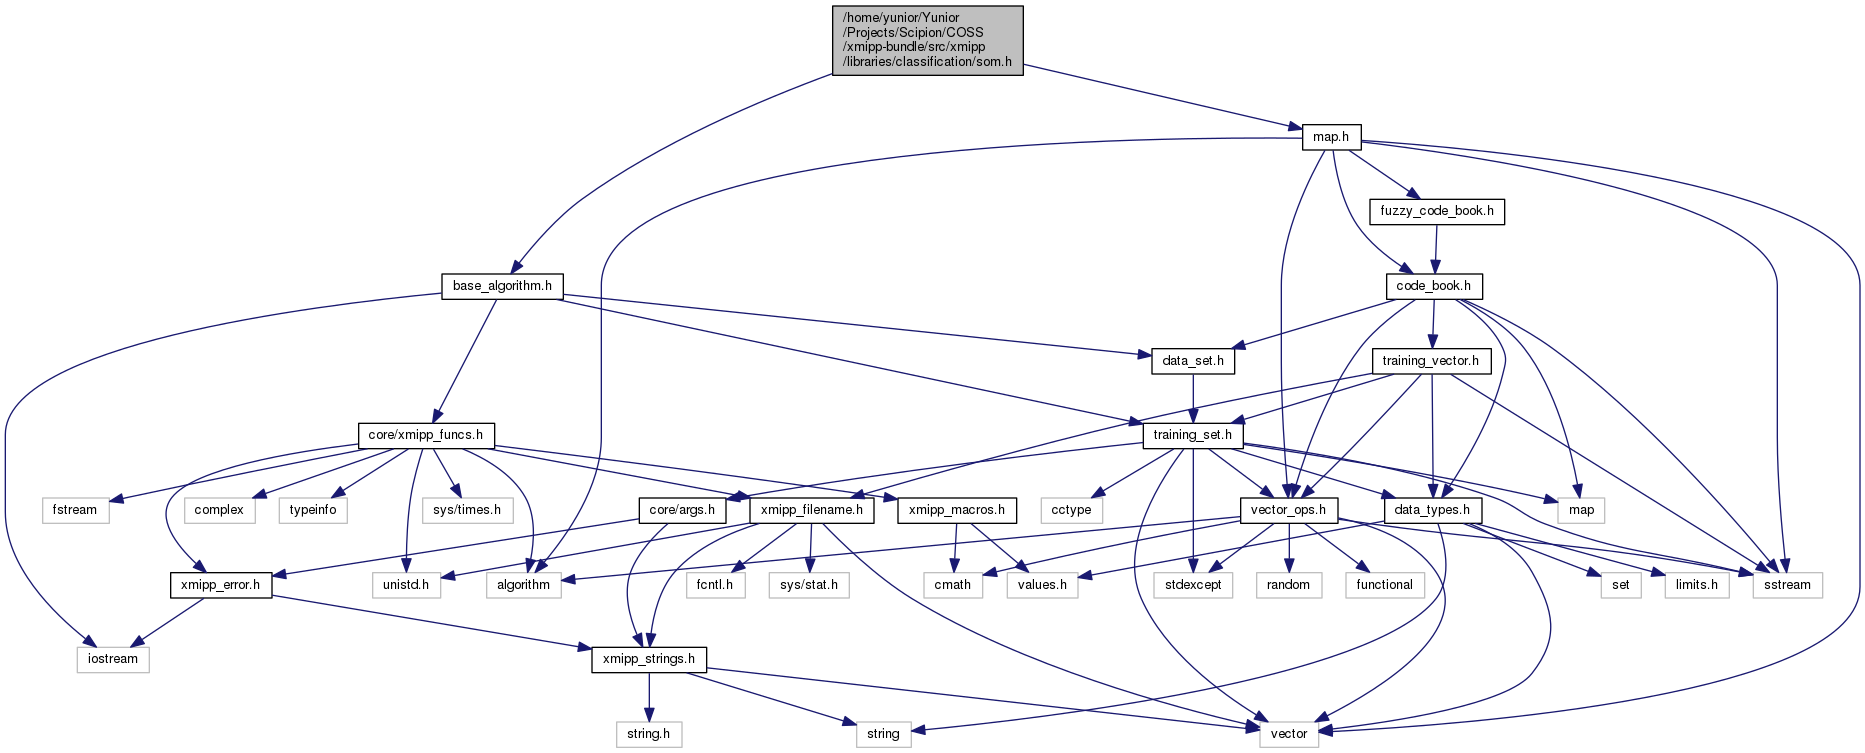 /home/yunior/Yunior
/Projects/Scipion/COSS
/xmipp-bundle/src/xmipp
/libraries/classification/som.h
map.h
fuzzy_code_book.h
base_algorithm.h
code_book.h
data_set.h
training_vector.h
core/xmipp_funcs.h
training_set.h
fstream
complex
typeinfo
sys/times.h
core/args.h
xmipp_filename.h
xmipp_macros.h
cctype
vector_ops.h
data_types.h
map
xmipp_error.h
unistd.h
algorithm
fcntl.h
sys/stat.h
cmath
values.h
stdexcept
random
functional
set
limits.h
sstream
iostream
xmipp_strings.h
string.h
string
vector